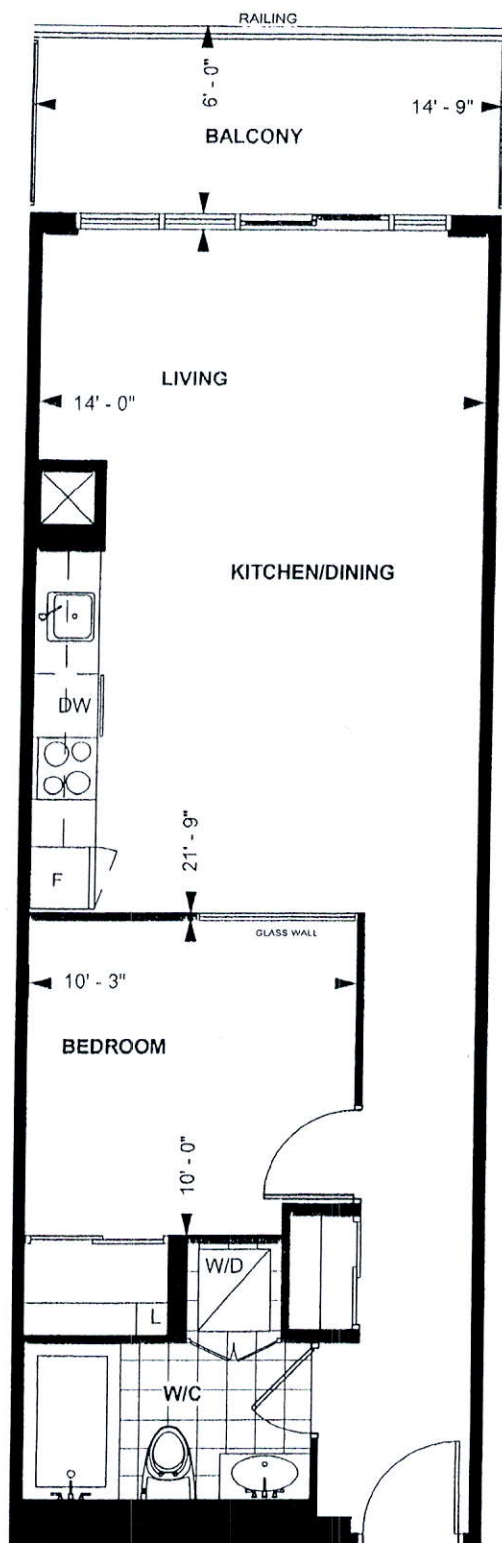 RAILING
6' - 0"
14' - 9"
BALCONY
LIVING
14' - 0"
KITCHEN/DINING
DW
21' - 9"
F
GLASS WALL
10' - 3"
BEDROOM
10' - 0"
W/D
L
W/C